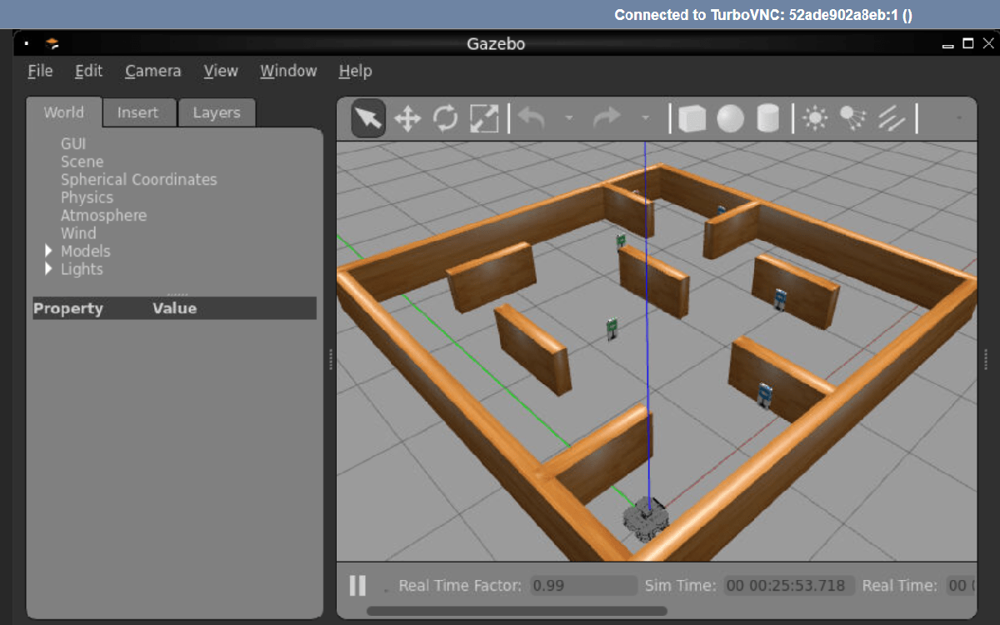 Connected to TurboVNC: 52ade902a8eb:1 ()
Gazebo
File Edit Camera View Window Help
World Insert Layers
GUI
Scene
Spherical Coordinates
Physics
Atmosphere
Wind
Models
Lights
Property Value
Real Time Factor: 0.99 Sim Time: 00 00:25:53.718 Real Time: 00